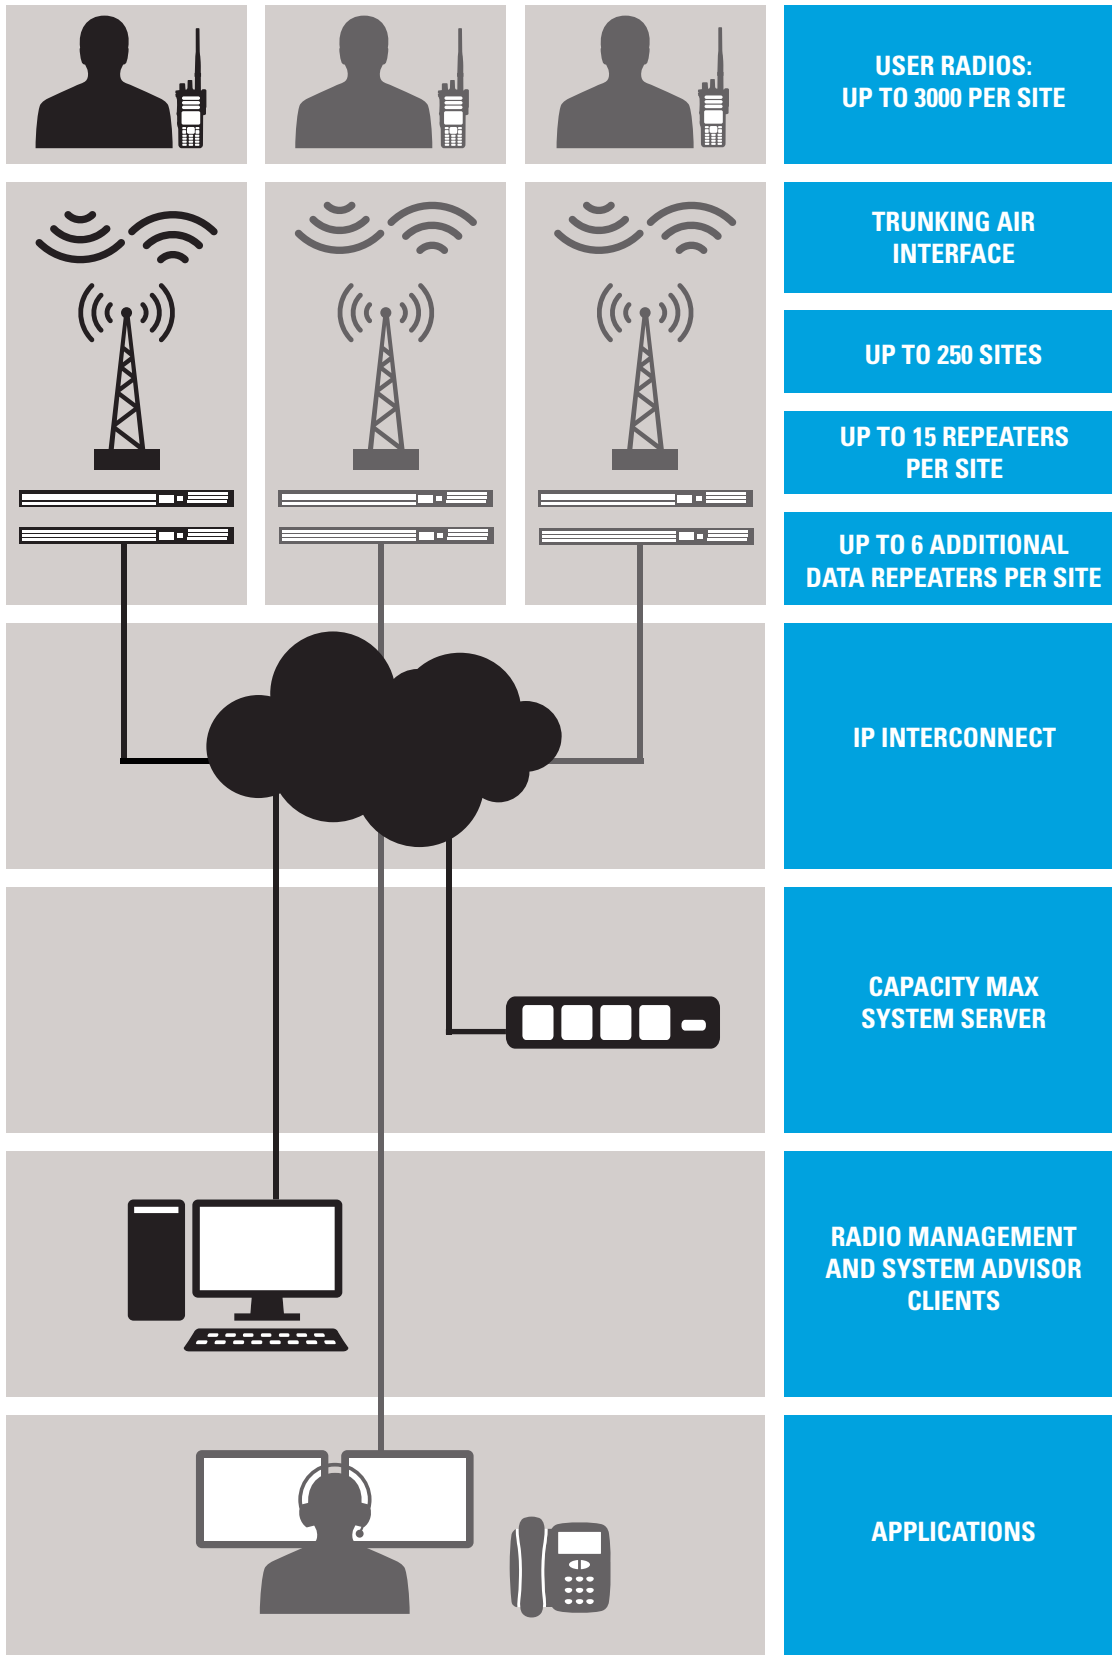 USER RADIOS:
UP TO 3000 PER SITE
TRUNKING AIR
INTERFACE
UP TO 250 SITES
UP TO 15 REPEATERS
PER SITE
UP TO 6 ADDITIONAL
DATA REPEATERS PER SITE
IP INTERCONNECT
CAPACITY MAX
SYSTEM SERVER
RADIO MANAGEMENT
AND SYSTEM ADVISOR
CLIENTS
APPLICATIONS